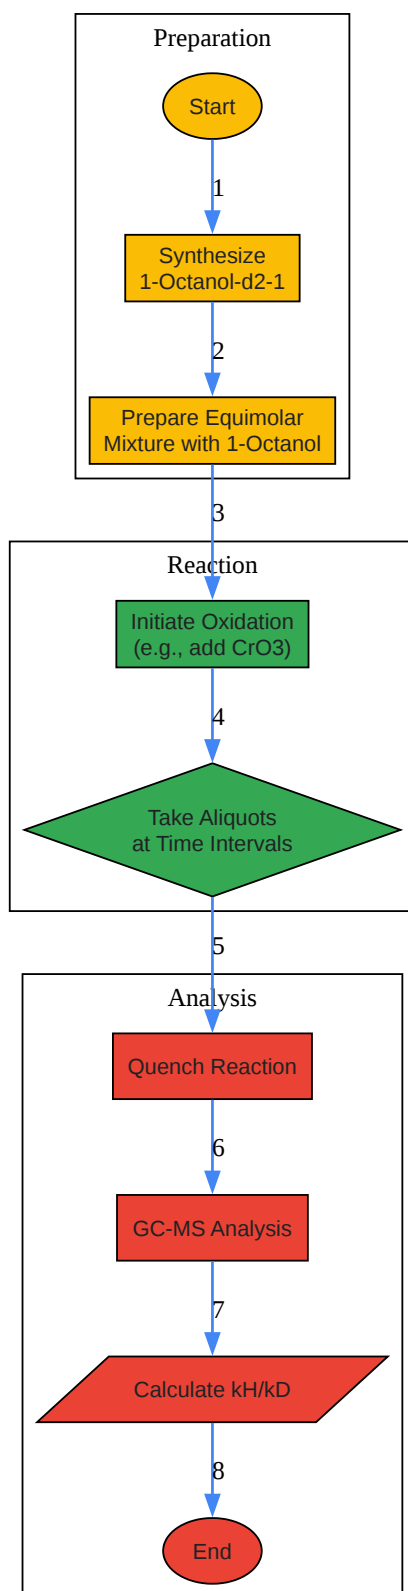 Preparation
Start
1
Synthesize
1-Octanol-d2-1
2
Prepare Equimolar
Mixture with 1-Octanol
3
Reaction
Initiate Oxidation
(e.g., add CrO3)
4
Take Aliquots
at Time Intervals
5
Analysis
Quench Reaction
6
GC-MS Analysis
7
Calculate kH/kD
8
End